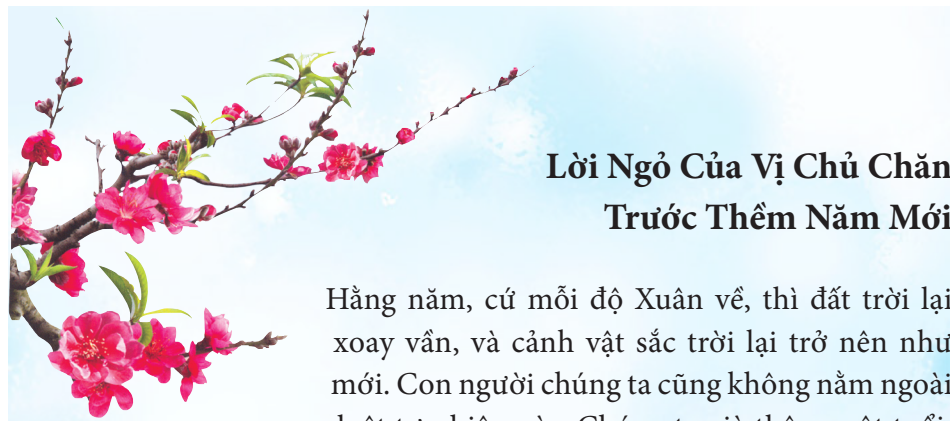 Lời Ngỏ Của Vị Chủ Chăn
Trước Thềm Năm Mới
Hằng năm, cứ mỗi độ Xuân về, thì đất trời lại
xoay vần, và cảnh vật sắc trời lại trở nên như
mới. Con người chúng ta cũng không nằm ngoài